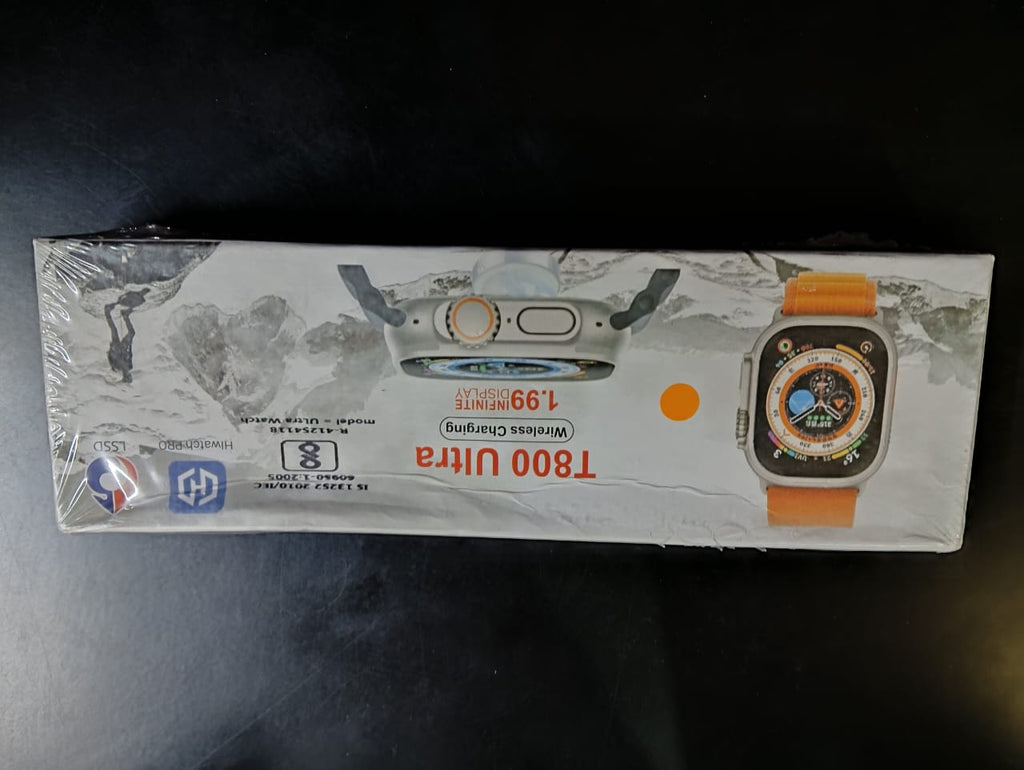 T800 Ultra
Wireless Charging
1.99
INFINITE
DISPLAY
IS 13252 2010/IEC
60950-1:2005
R-41254118
model = Ultra Watch
HIwatch PRO
LSSD